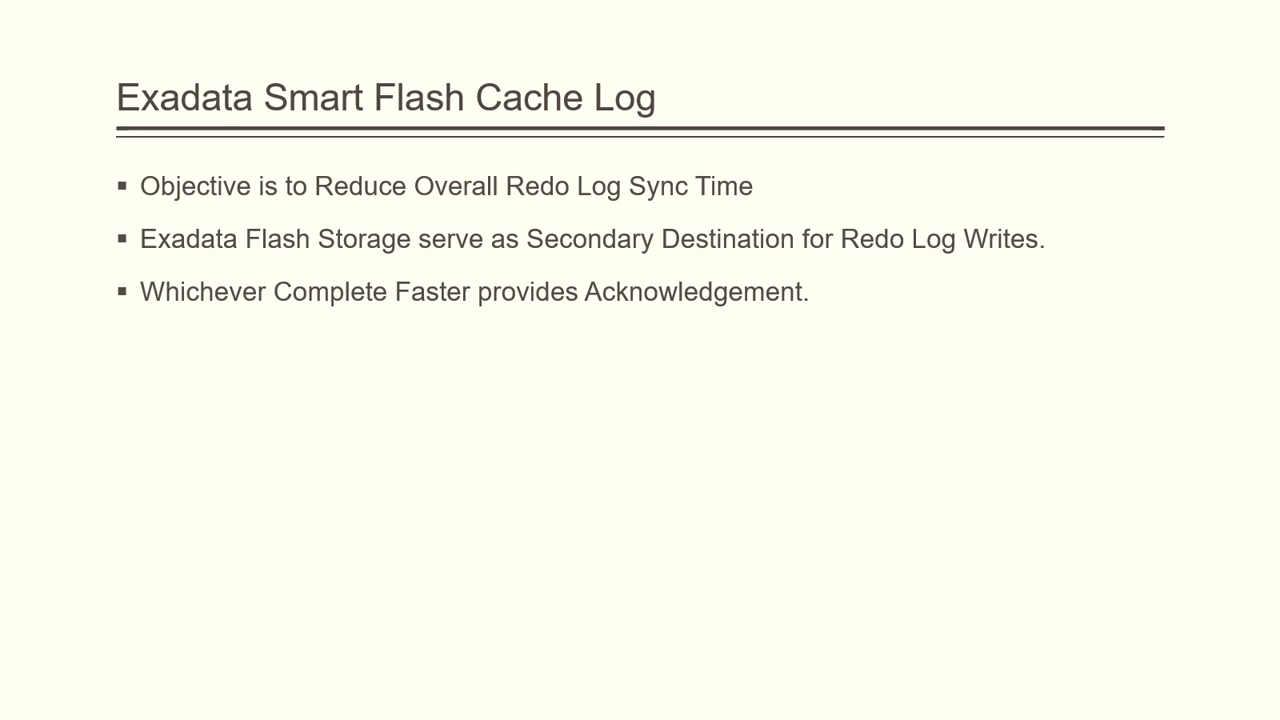 Exadata Smart Flash Cache Log
▪ Objective is to Reduce Overall Redo Log Sync Time
▪ Exadata Flash Storage serve as Secondary Destination for Redo Log Writes.
▪ Whichever Complete Faster provides Acknowledgement.